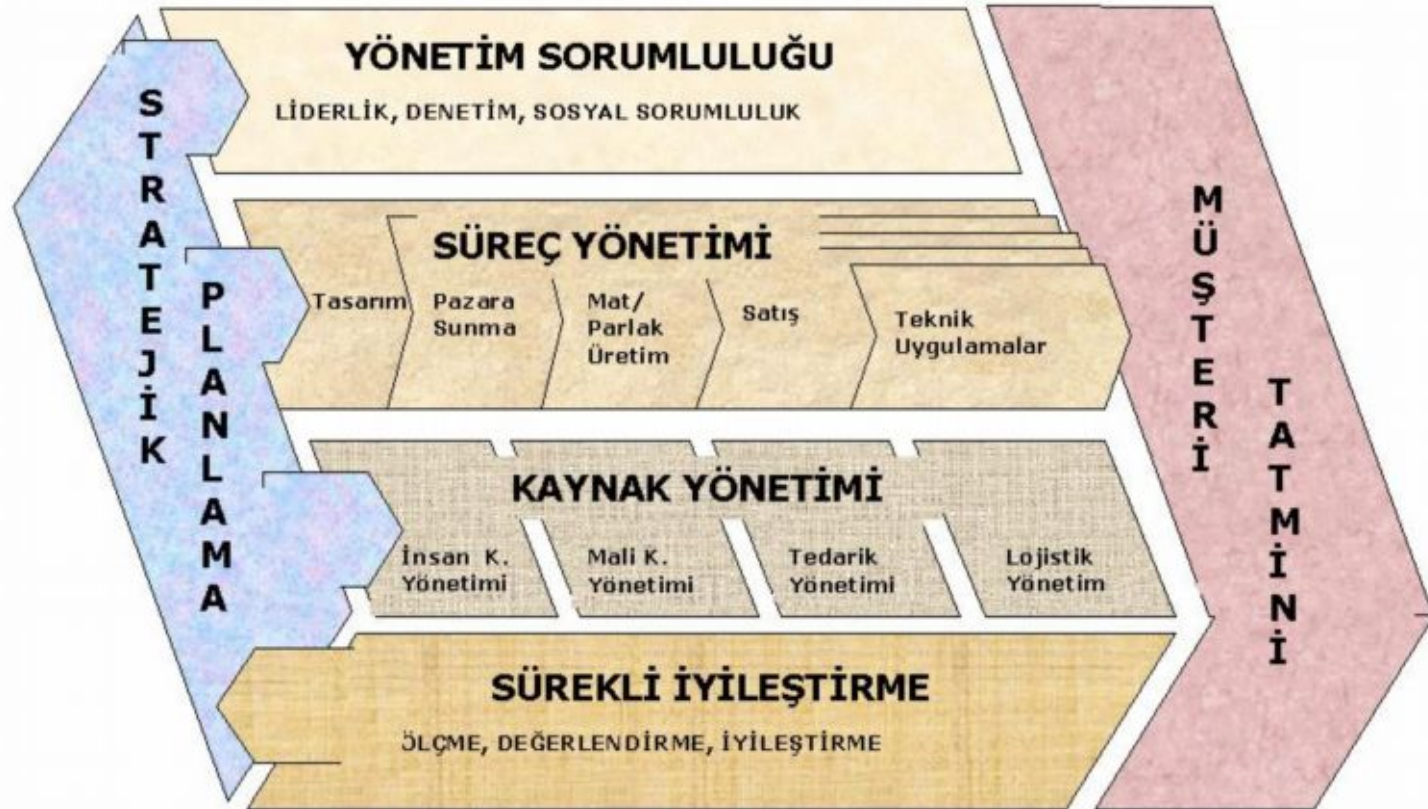 STRATEJİK
PLANLAMA
YÖNETİM SORUMLULUĞU
LİDERLİK, DENETİM, SOSYAL SORUMLULUK
SÜREÇ YÖNETİMİ
Tasarım
Pazara
Sunma
Mat/
Parlak
Üretim
Satış
Teknik
Uygulamalar
KAYNAK YÖNETİMİ
İnsan K.
Yönetimi
Mali K.
Yönetimi
Tedarik
Yönetimi
Lojistik
Yönetim
SÜREKLİ İYİLEŞTİRME
ÖLÇME, DEĞERLENDİRME, İYİLEŞTİRME
MÜŞTERİ
TATMİNİ